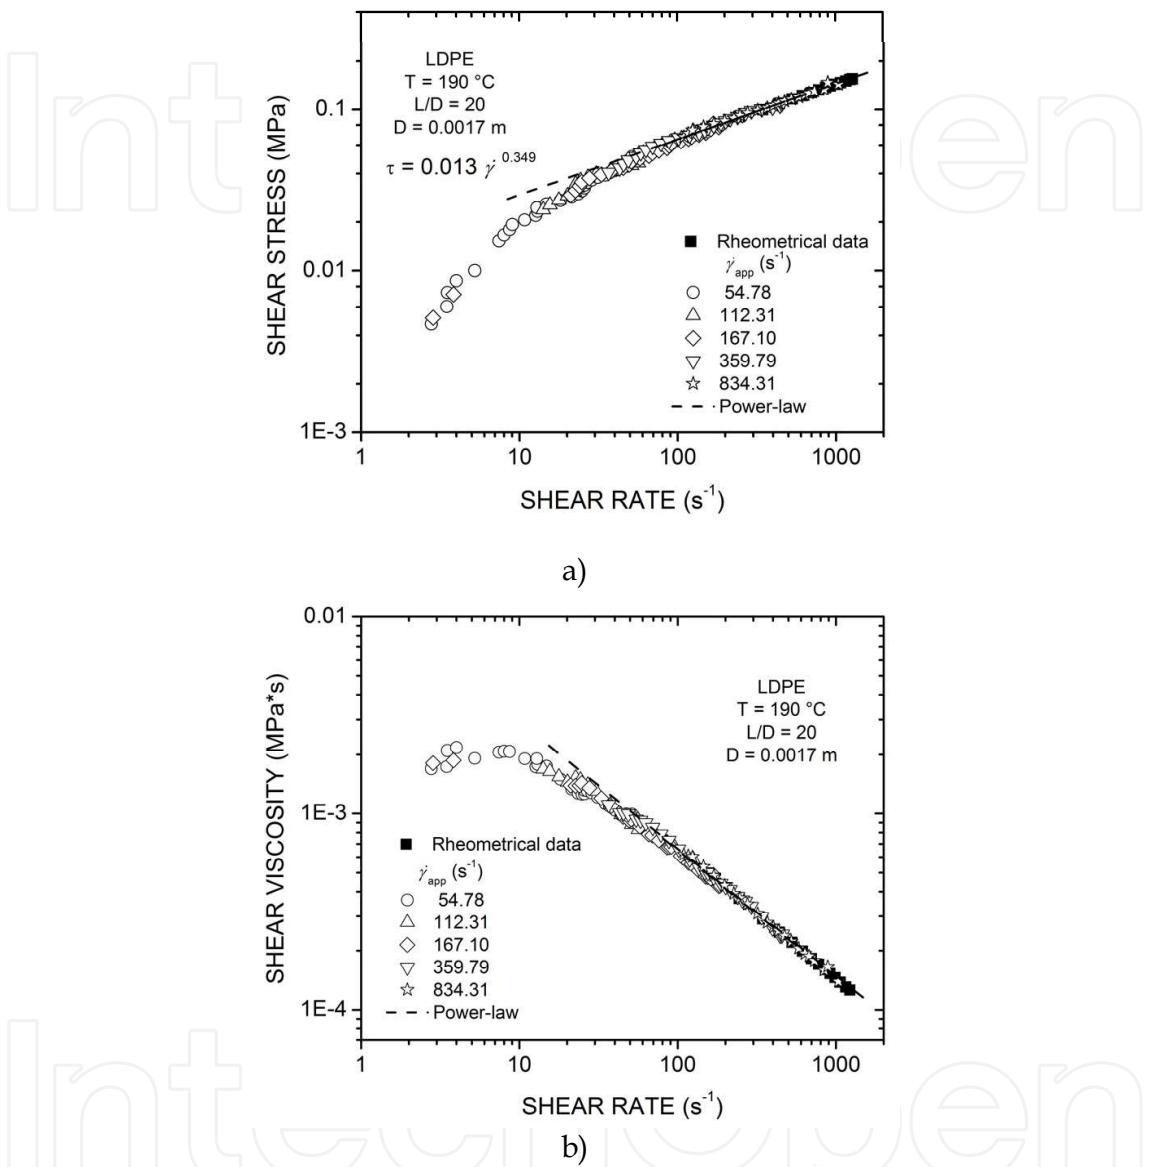 LDPE
T = 190 °C
L/D = 20
D = 0.0017 m
τ = 0.013 γ̇ 0.349
0.1
0.01
1E-3
SHEAR STRESS (MPa)
Rheometrical data
γ̇app (s-1)
54.78
112.31
167.10
359.79
834.31
Power-law
1 10 100 1000
SHEAR RATE (s-1)
a)
0.01
1E-3
1E-4
SHEAR VISCOSITY (MPa*s)
LDPE
T = 190 °C
L/D = 20
D = 0.0017 m
Rheometrical data
γ̇app (s-1)
54.78
112.31
167.10
359.79
834.31
Power-law
1 10 100 1000
SHEAR RATE (s-1)
b)
IntechOpen
IntechOpen